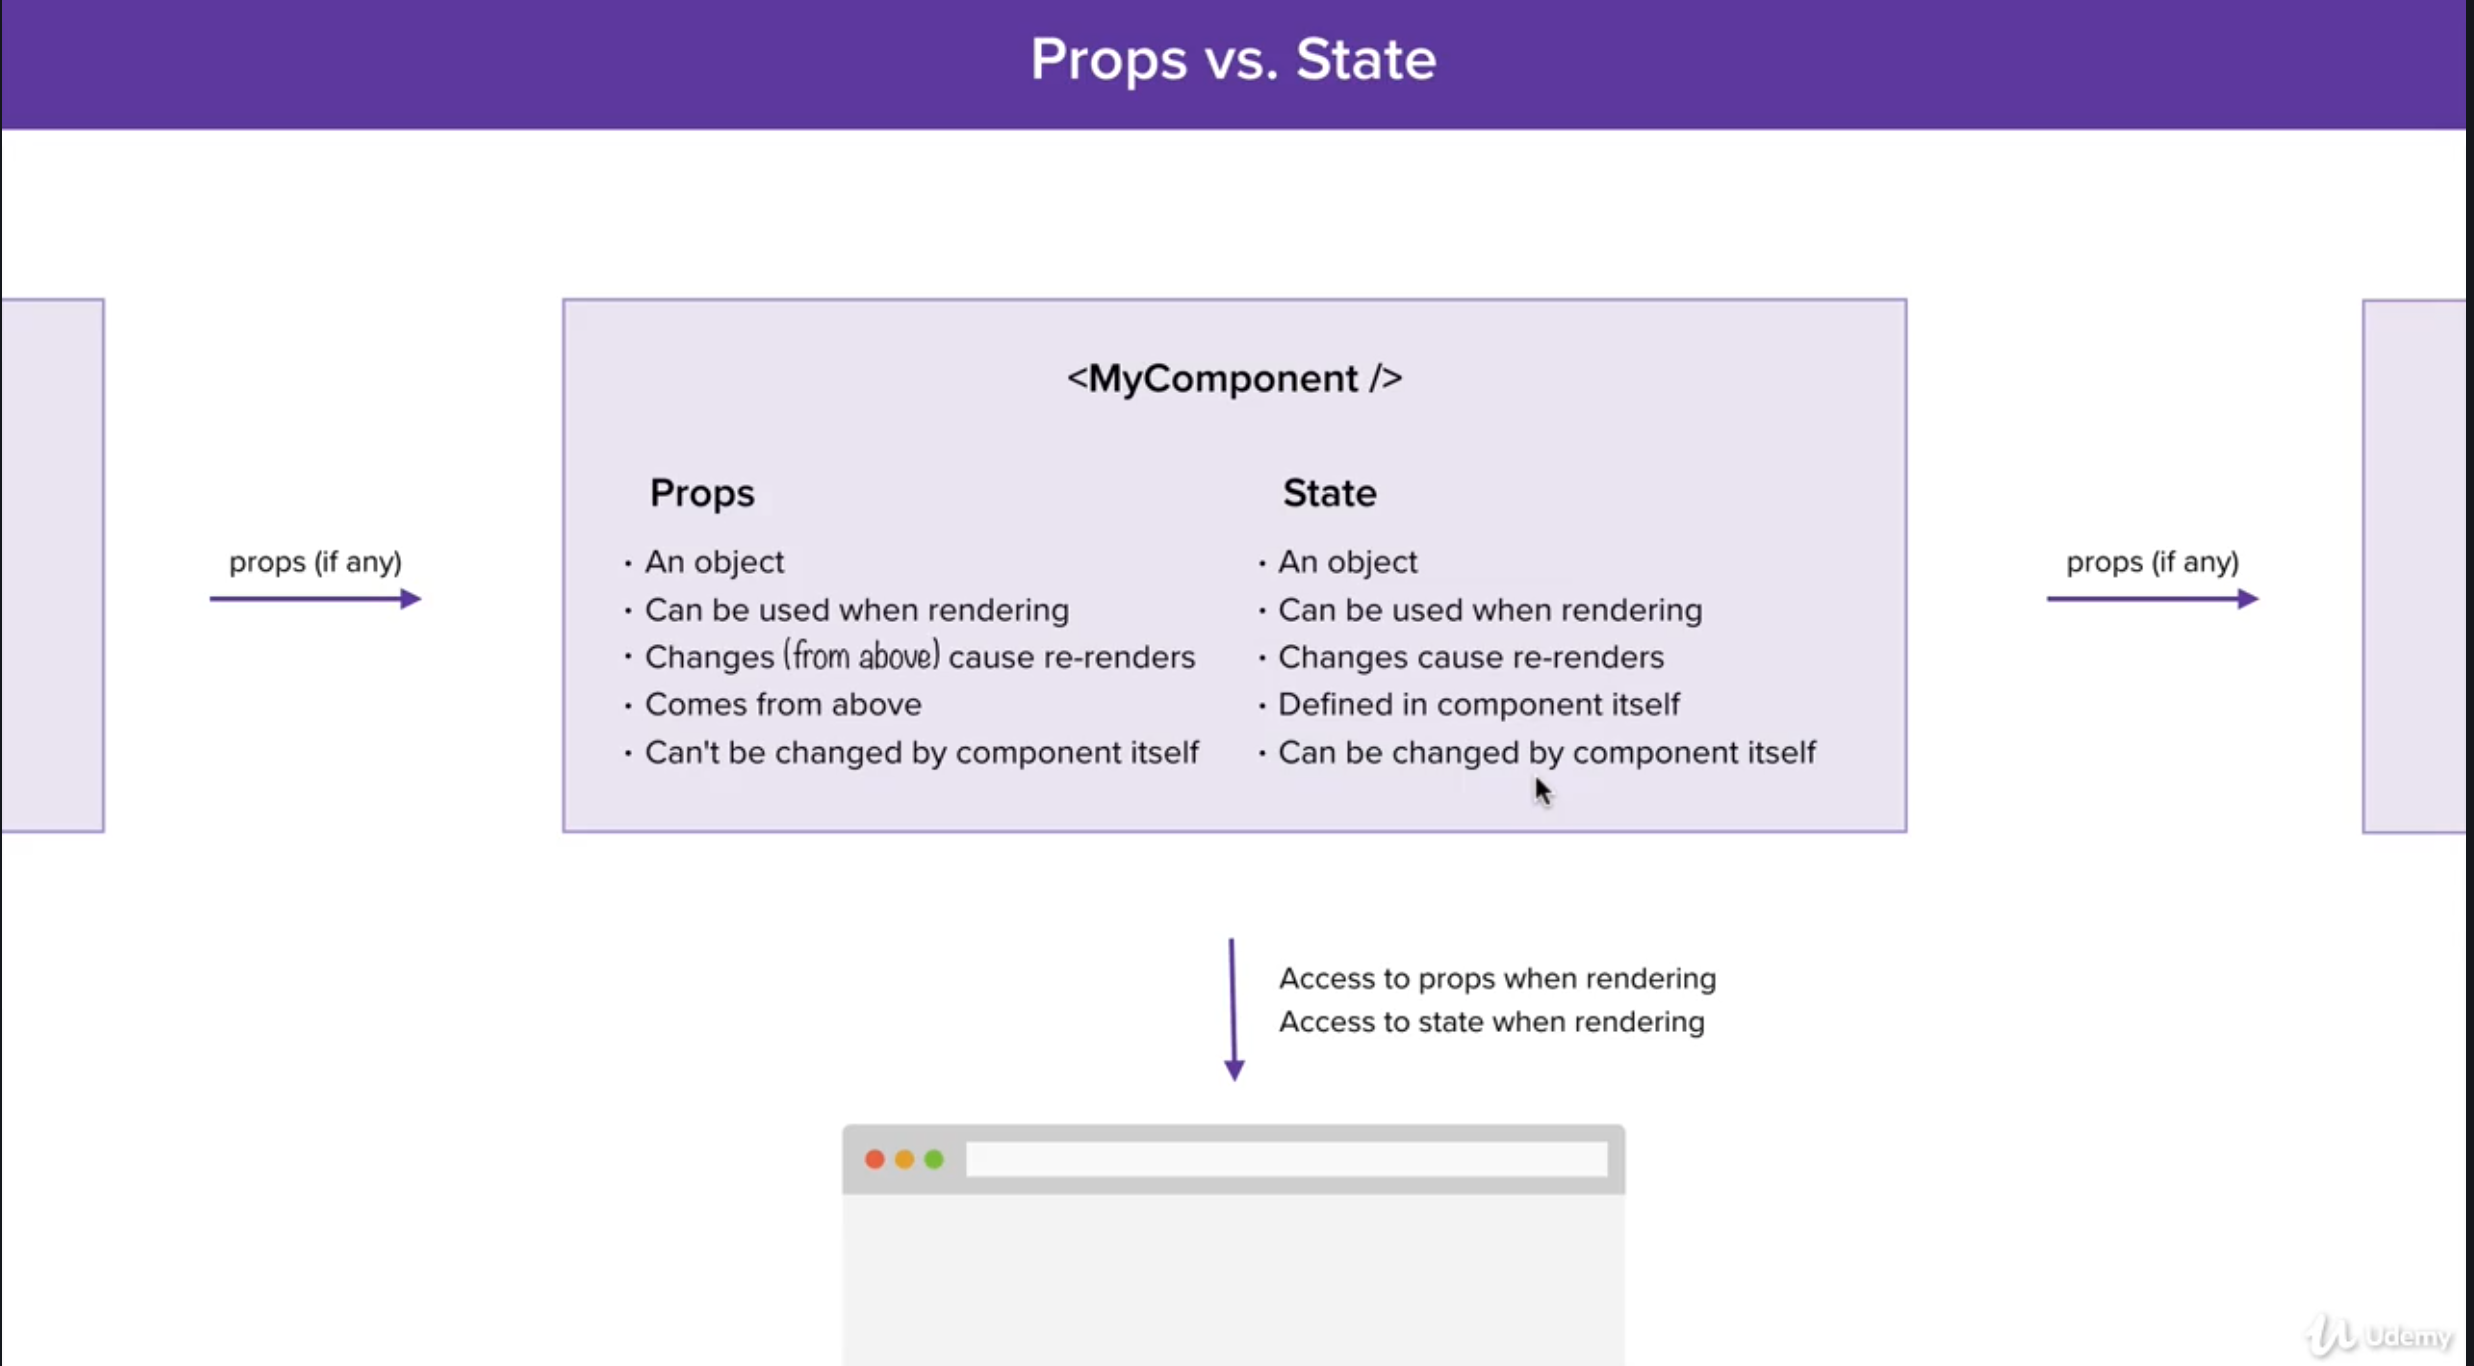 Props vs. State
<MyComponent />
Props
· An object
· Can be used when rendering
· Changes (from above) cause re-renders
· Comes from above
· Can't be changed by component itself
State
· An object
· Can be used when rendering
· Changes cause re-renders
· Defined in component itself
· Can be changed by component itself
props (if any)
props (if any)
Access to props when rendering
Access to state when rendering
Udemy